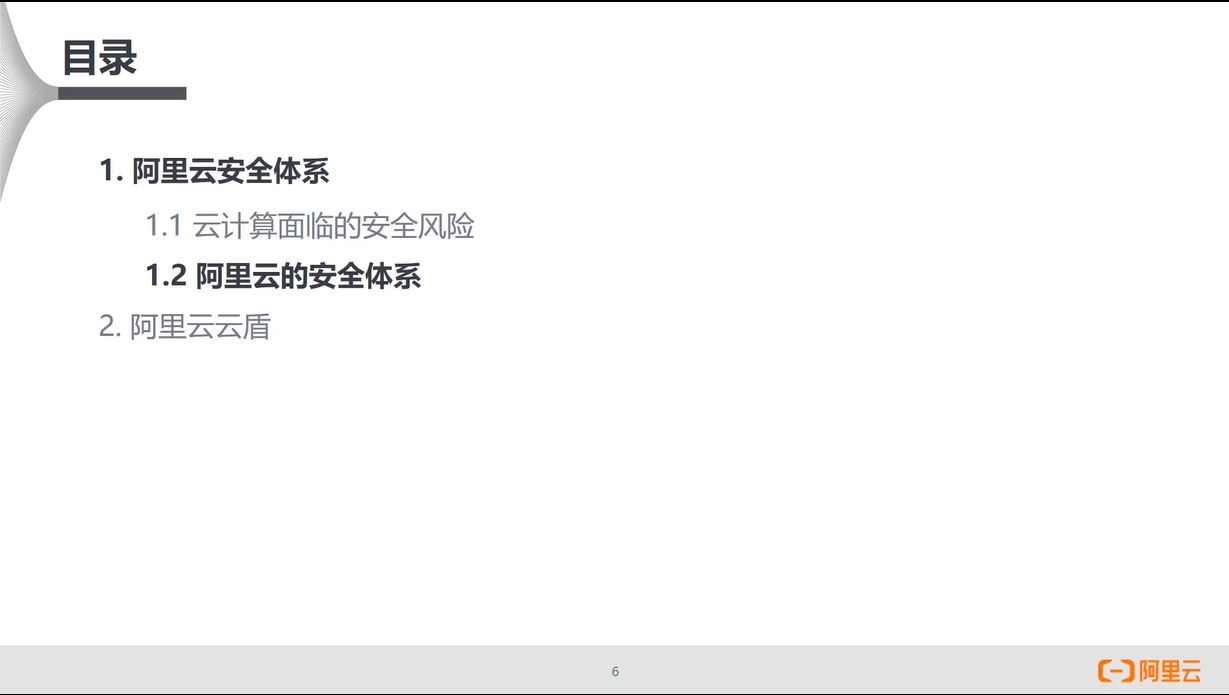 目录
1. 阿里云安全体系
1.1 云计算面临的安全风险
1.2 阿里云的安全体系
2. 阿里云云盾
6
阿里云